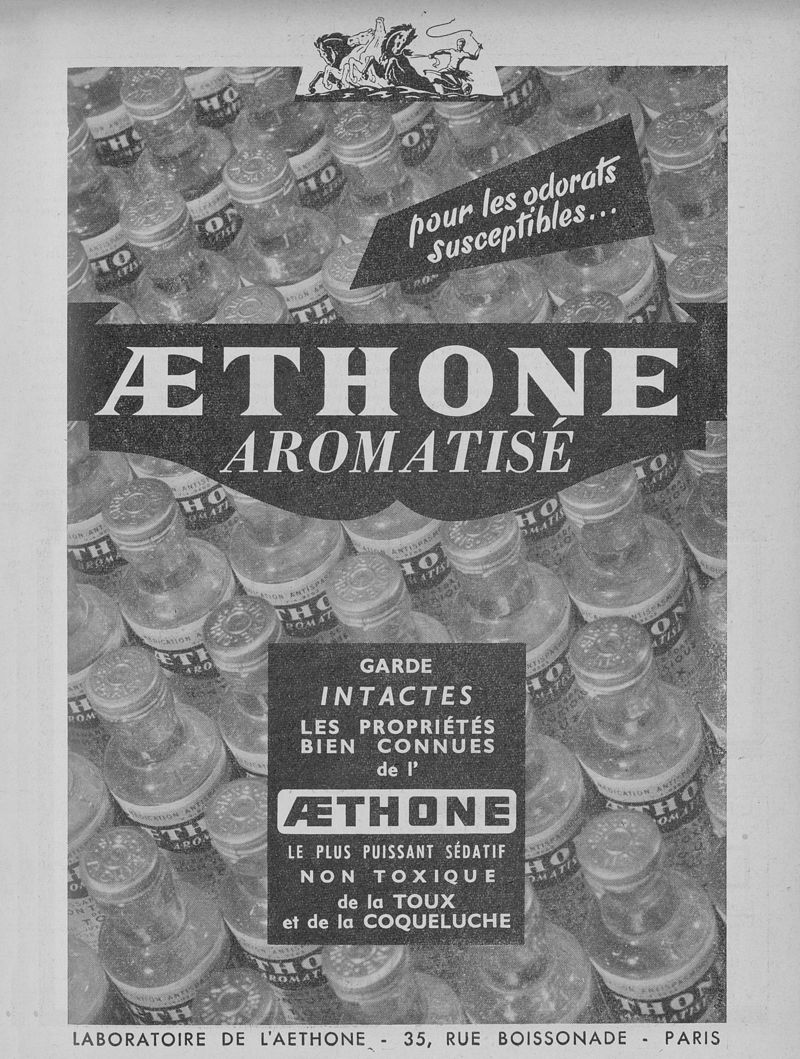 pour les odorats
susceptibles...
ÆTHONE
AROMATISÉ
GARDE
INTACTES
LES PROPRIÉTÉS
BIEN CONNUES
de l'
ÆTHONE
LE PLUS PUISSANT SÉDATIF
NON TOXIQUE
de la TOUX
et de la COQUELUCHE
LABORATOIRE DE L'AETHONE - 35, RUE BOISSONADE - PARIS